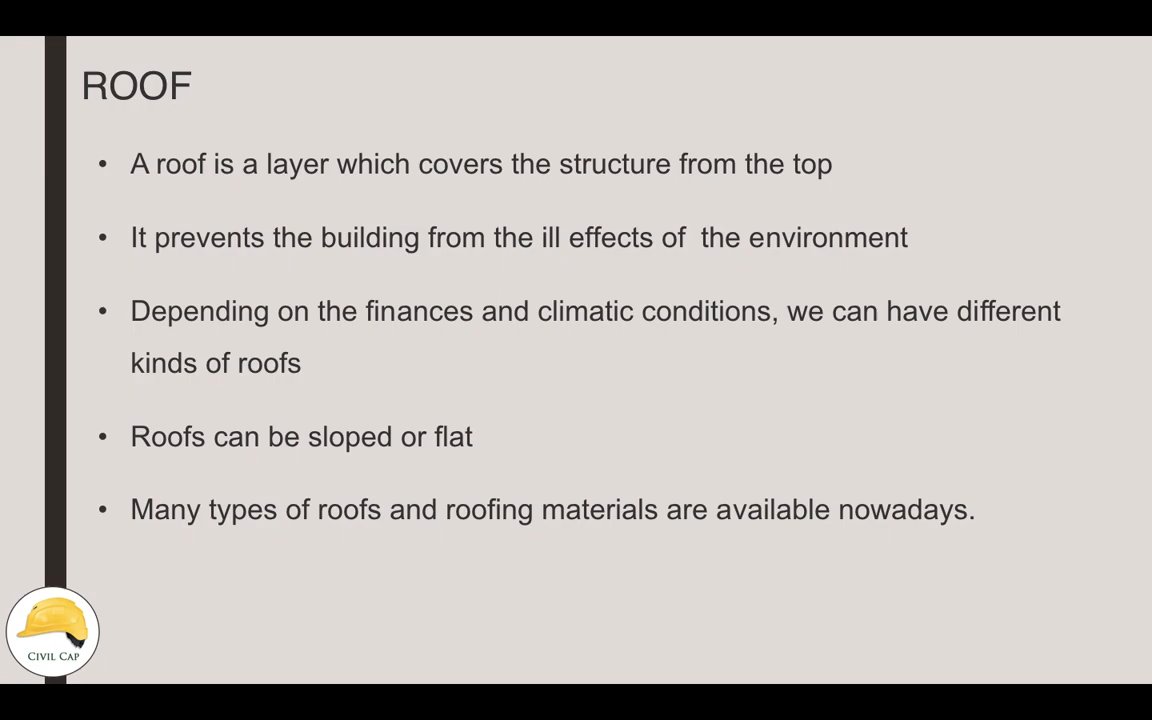 ROOF
• A roof is a layer which covers the structure from the top
• It prevents the building from the ill effects of  the environment
• Depending on the finances and climatic conditions, we can have different
kinds of roofs
• Roofs can be sloped or flat
• Many types of roofs and roofing materials are available nowadays.
CIVIL CAP